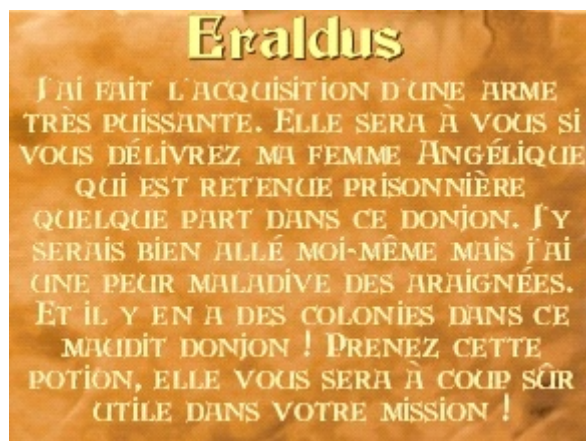 Eraldus
J'ai fait l'acquisition d'une arme
très puissante. Elle sera à vous si
vous délivrez ma femme Angélique
qui est retenue prisonnière
quelque part dans ce donjon. J'y
serais bien allé moi-même mais j'ai
une peur maladive des araignées.
Et il y en a des colonies dans ce
maudit donjon ! Prenez cette
potion, elle vous sera à coup sûr
utile dans votre mission !